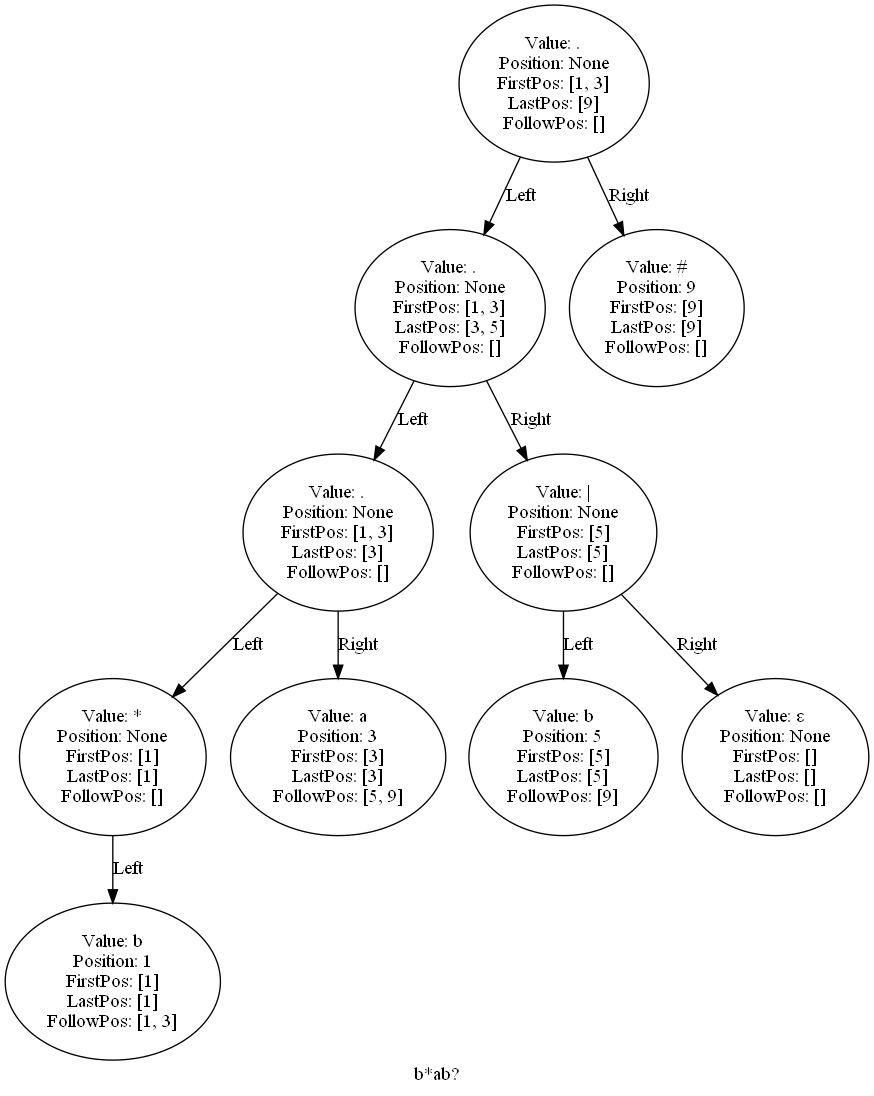 Value: .
Position: None
FirstPos: [1, 3]
LastPos: [9]
FollowPos: []
Left
Right
Value: .
Position: None
FirstPos: [1, 3]
LastPos: [3, 5]
FollowPos: []
Value: #
Position: 9
FirstPos: [9]
LastPos: [9]
FollowPos: []
Left
Right
Value: .
Position: None
FirstPos: [1, 3]
LastPos: [3]
FollowPos: []
Value: |
Position: None
FirstPos: [5]
LastPos: [5]
FollowPos: []
Left
Right
Left
Right
Value: *
Position: None
FirstPos: [1]
LastPos: [1]
FollowPos: []
Value: a
Position: 3
FirstPos: [3]
LastPos: [3]
FollowPos: [5, 9]
Value: b
Position: 5
FirstPos: [5]
LastPos: [5]
FollowPos: [9]
Value: ε
Position: None
FirstPos: []
LastPos: []
FollowPos: []
Left
Value: b
Position: 1
FirstPos: [1]
LastPos: [1]
FollowPos: [1, 3]
b*ab?